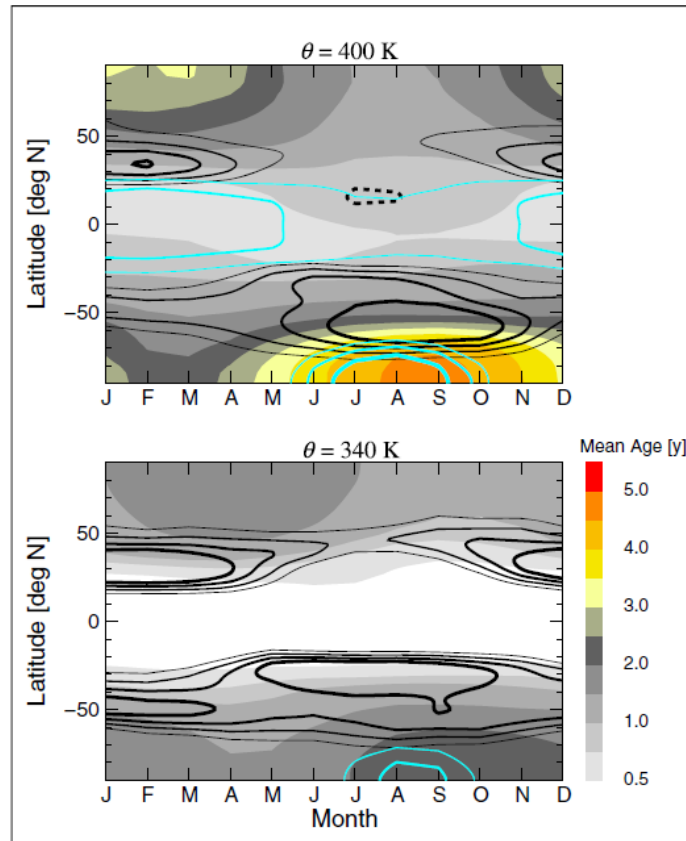 θ = 400 K
Latitude [deg N]
50
0
−50
J F M A M J J A S O N D
θ = 340 K
Latitude [deg N]
50
0
−50
J F M A M J J A S O N D
Month
Mean Age [y]
5.0
4.0
3.0
2.0
1.0
0.5